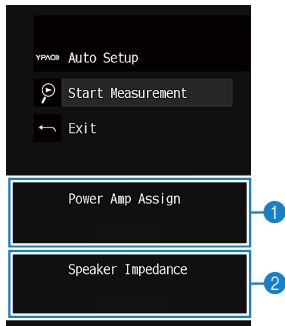 YPAO Auto Setup
Start Measurement
Exit
Power Amp Assign
1
Speaker Impedance
2